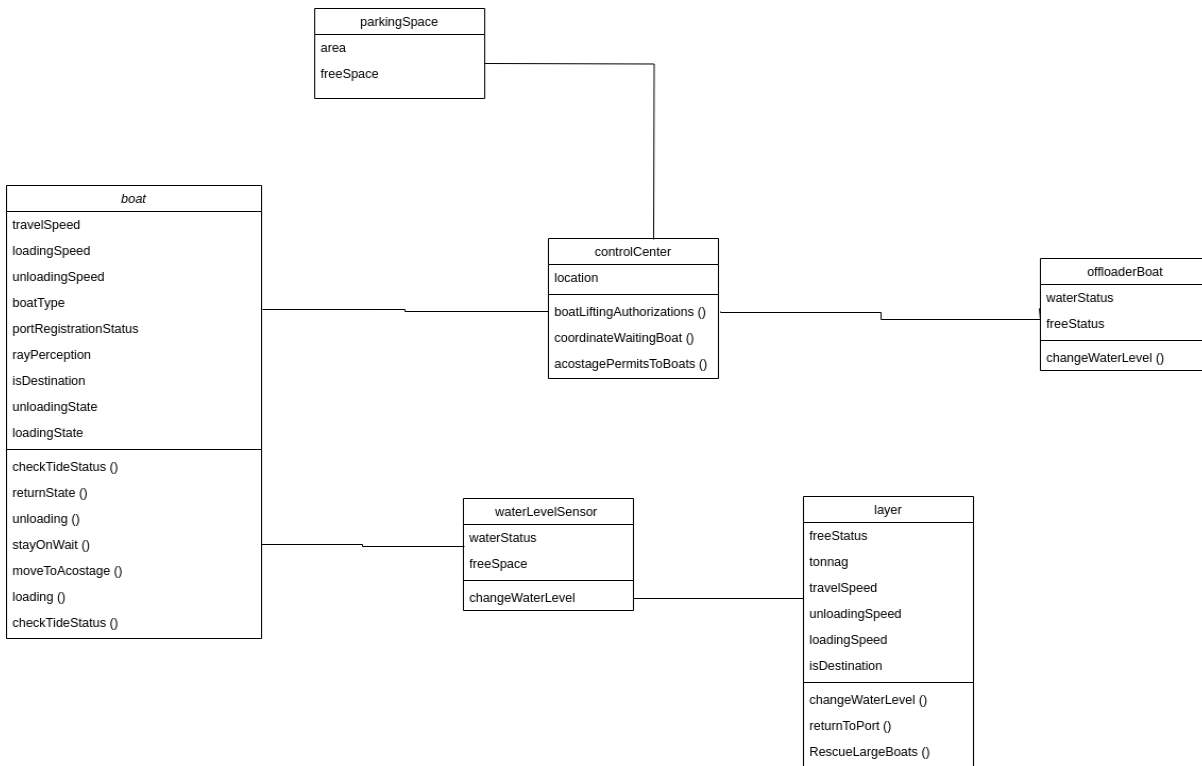 parkingSpace
area
freeSpace
boat
travelSpeed
loadingSpeed
unloadingSpeed
boatType
portRegistrationStatus
rayPerception
isDestination
unloadingState
loadingState
checkTideStatus ()
returnState ()
unloading ()
stayOnWait ()
moveToAcostage ()
loading ()
checkTideStatus ()
controlCenter
location
boatLiftingAuthorizations ()
coordinateWaitingBoat ()
acostagePermitsToBoats ()
offloaderBoat
waterStatus
freeStatus
changeWaterLevel ()
waterLevelSensor
waterStatus
freeSpace
changeWaterLevel
layer
freeStatus
tonnag
travelSpeed
unloadingSpeed
loadingSpeed
isDestination
changeWaterLevel ()
returnToPort ()
RescueLargeBoats ()